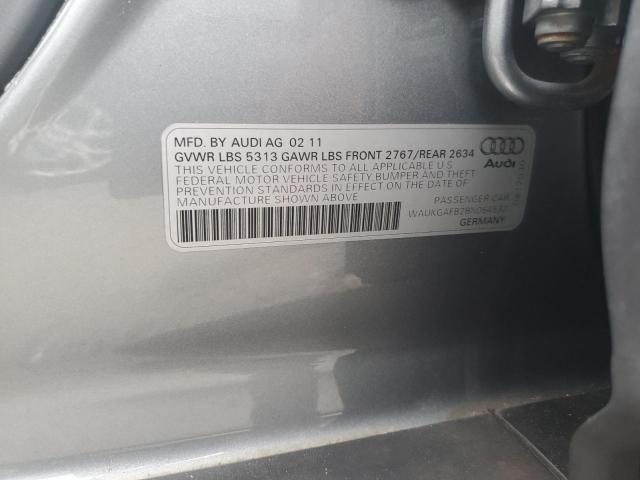 MFD. BY AUDI AG 02 11
GVWR LBS 5313 GAWR LBS FRONT 2767/REAR 2634
THIS VEHICLE CONFORMS TO ALL APPLICABLE U.S.
FEDERAL MOTOR VEHICLE SAFETY,BUMPER AND THEFT
PREVENTION STANDARDS IN EFFECT ON THE DATE OF
MANUFACTURE SHOWN ABOVE.
Audi
PASSENGER CAR
GERMANY